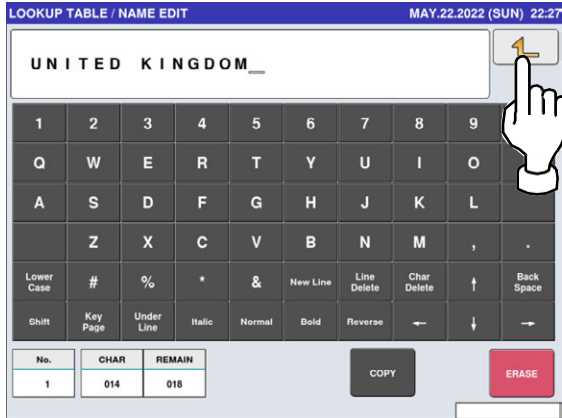 LOOKUP TABLE / NAME EDIT MAY.22.2022 (SUN) 22:27
UNITED KINGDOM_
1 2 3 4 5 6 7 8 9
Q W E R T Y U I O
A S D F G H J K L
Z X C V B N M , .
Lower Case # % * & New Line Line Delete Char Delete ↑ Back Space
Shift Key Page Under Line Italic Normal Bold Reverse ← ↓ →
No. CHAR REMAIN
1 014 018
COPY ERASE